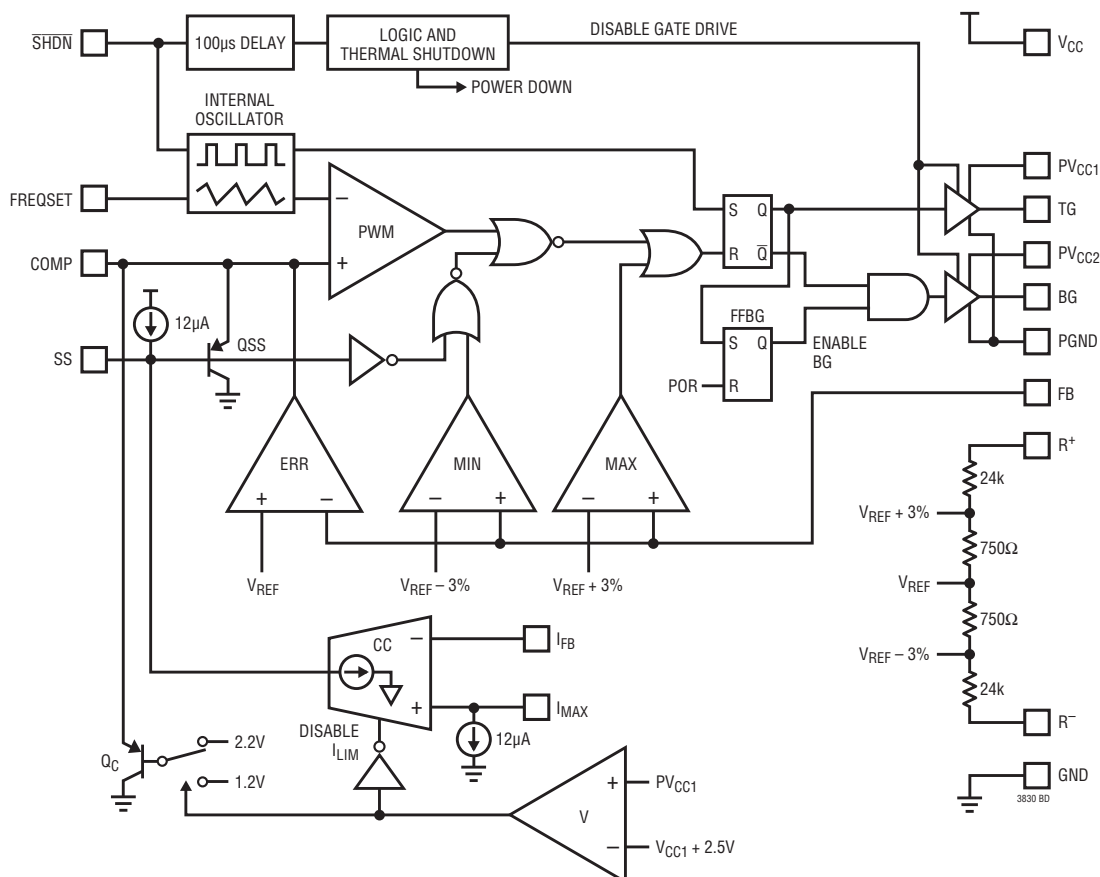 SHDN
100µs DELAY
LOGIC AND
THERMAL SHUTDOWN
DISABLE GATE DRIVE
VCC
POWER DOWN
INTERNAL
OSCILLATOR
FREQSET
COMP
12µA
SS
QSS
−
PWM
+
S Q
R Q
PVCC1
TG
PVCC2
BG
PGND
FFBG
S Q
R
POR
ENABLE
BG
FB
ERR
+ −
MIN
− +
MAX
− +
VREF
VREF – 3%
VREF + 3%
R+
24k
VREF + 3%
750Ω
VREF
750Ω
VREF – 3%
24k
R−
GND
3830 BD
CC
−
+
IFB
IMAX
12µA
DISABLE
ILIM
QC
2.2V
1.2V
V
+
−
PVCC1
VCC1 + 2.5V